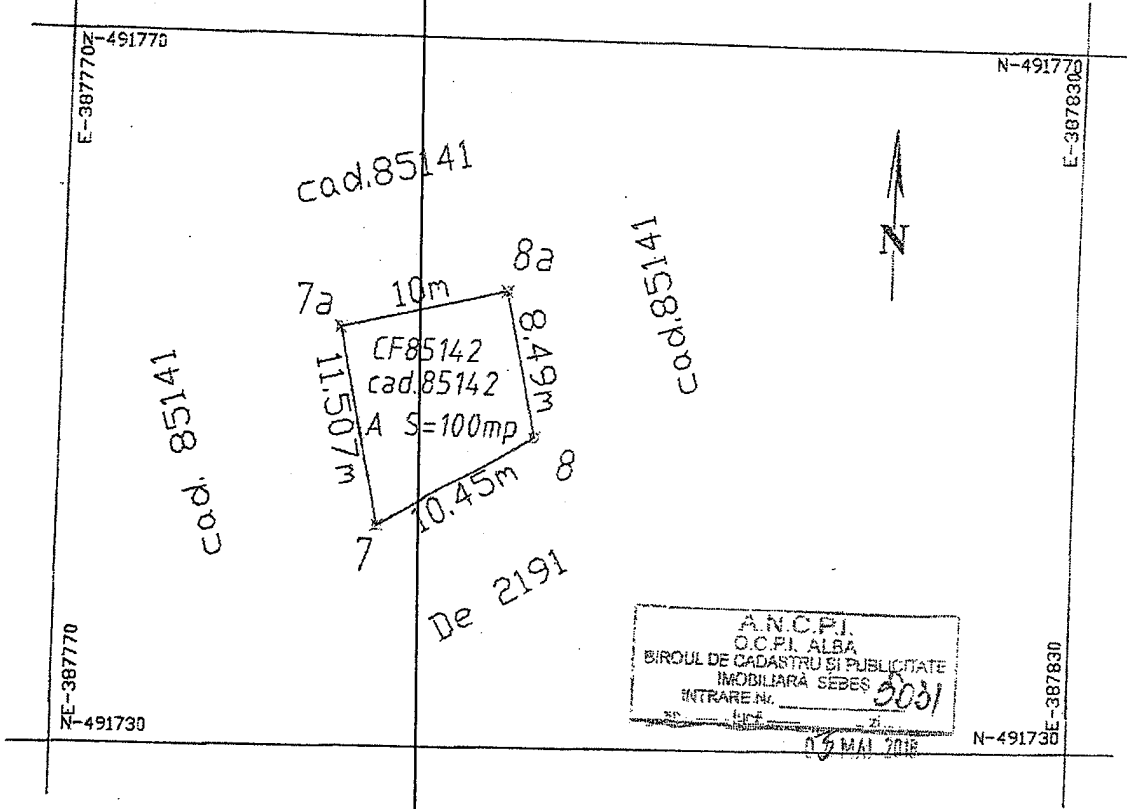 N-491770
E-387770
N-491770
E-387830
cad.85141
cad.85141
N
8a
7a
10m
8.49m
11.507m
CF85142
cad.85142
A S=100mp
cad. 85141
8
10.45m
7
De 2191
E-387770
N-491730
A.N.C.P.I.
O.C.P.I. ALBA
BIROUL DE CADASTRU ȘI PUBLICITATE
IMOBILIARĂ SEBEȘ
INTRARE Nr.
zi
MAI 2018
E-387830
N-491730